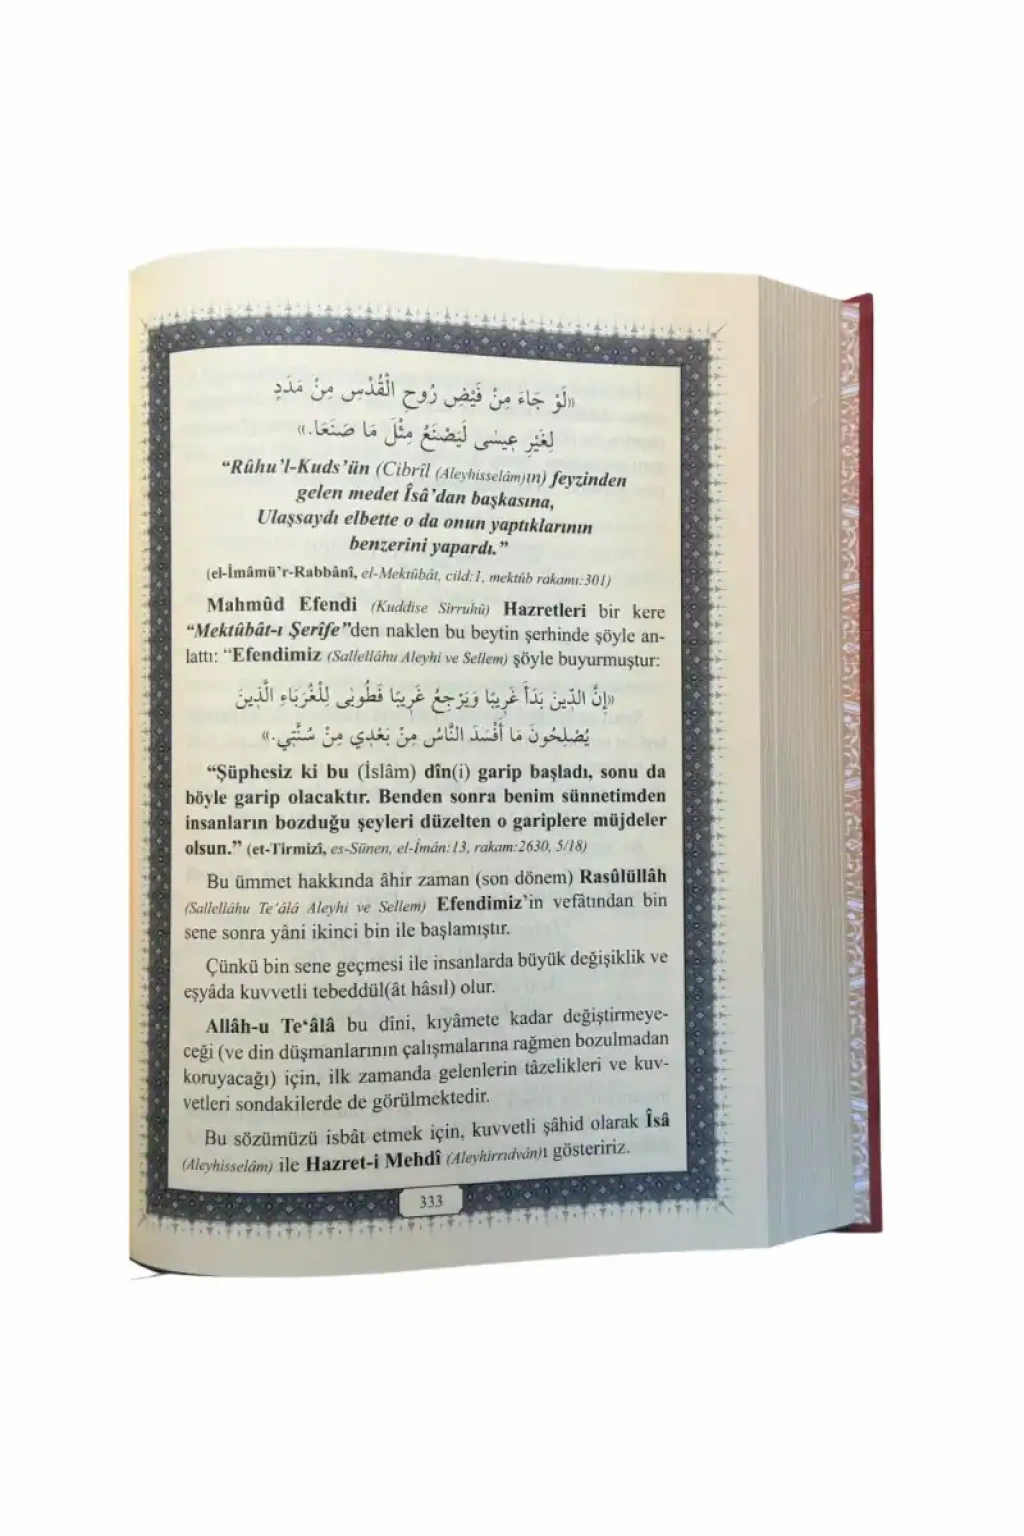 «لَوْ جَاءَ مِنْ فَيْضِ رُوحِ الْقُدْسِ مِنْ مَدَدٍ
لِغَيْرِ عِيسٰى لَيَصْنَعُ مِثْلَ مَا صَنَعَا.»
“Rûhu’l-Kuds’ün (Cibrîl (Aleyhisselâm)ın) feyzinden
gelen medet Îsâ’dan başkasına,
Ulaşsaydı elbette o da onun yaptıklarının
benzerini yapardı.”
(el-İmâmü’r-Rabbânî, el-Mektûbât, cild:1, mektûb rakamı:301)
Mahmûd Efendi (Kuddise Sirruhû) Hazretleri bir kere
“Mektûbât-ı Şerîfe”den naklen bu beytin şerhinde şöyle an-
lattı: “Efendimiz (Sallellâhu Aleyhi ve Sellem) şöyle buyurmuştur:
«إِنَّ الدِّينَ بَدَأَ غَرِيبًا وَيَرْجِعُ غَرِيبًا فَطُوبٰى لِلْغُرَبَاءِ الَّذِينَ
يُصْلِحُونَ مَا أَفْسَدَ النَّاسُ مِنْ بَعْدِي مِنْ سُنَّتِي.»
“Şüphesiz ki bu (İslâm) dîn(i) garip başladı, sonu da
böyle garip olacaktır. Benden sonra benim sünnetimden
insanların bozduğu şeyleri düzelten o gariplere müjdeler
olsun.” (et-Tirmizî, es-Sünen, el-Îmân:13, rakam:2630, 5/18)
Bu ümmet hakkında âhir zaman (son dönem) Rasûlüllâh
(Sallellâhu Te‘âlâ Aleyhi ve Sellem) Efendimiz’in vefâtından bin
sene sonra yâni ikinci bin ile başlamıştır.
Çünkü bin sene geçmesi ile insanlarda büyük değişiklik ve
eşyâda kuvvetli tebeddül(ât hâsıl) olur.
Allâh-u Te‘âlâ bu dîni, kıyâmete kadar değiştirmeye-
ceği (ve din düşmanlarının çalışmalarına rağmen bozulmadan
koruyacağı) için, ilk zamanda gelenlerin tâzelikleri ve kuv-
vetleri sondakilerde de görülmektedir.
Bu sözümüzü isbât etmek için, kuvvetli şâhid olarak Îsâ
(Aleyhisselâm) ile Hazret-i Mehdî (Aleyhirrıdvân)ı gösteririz.
333